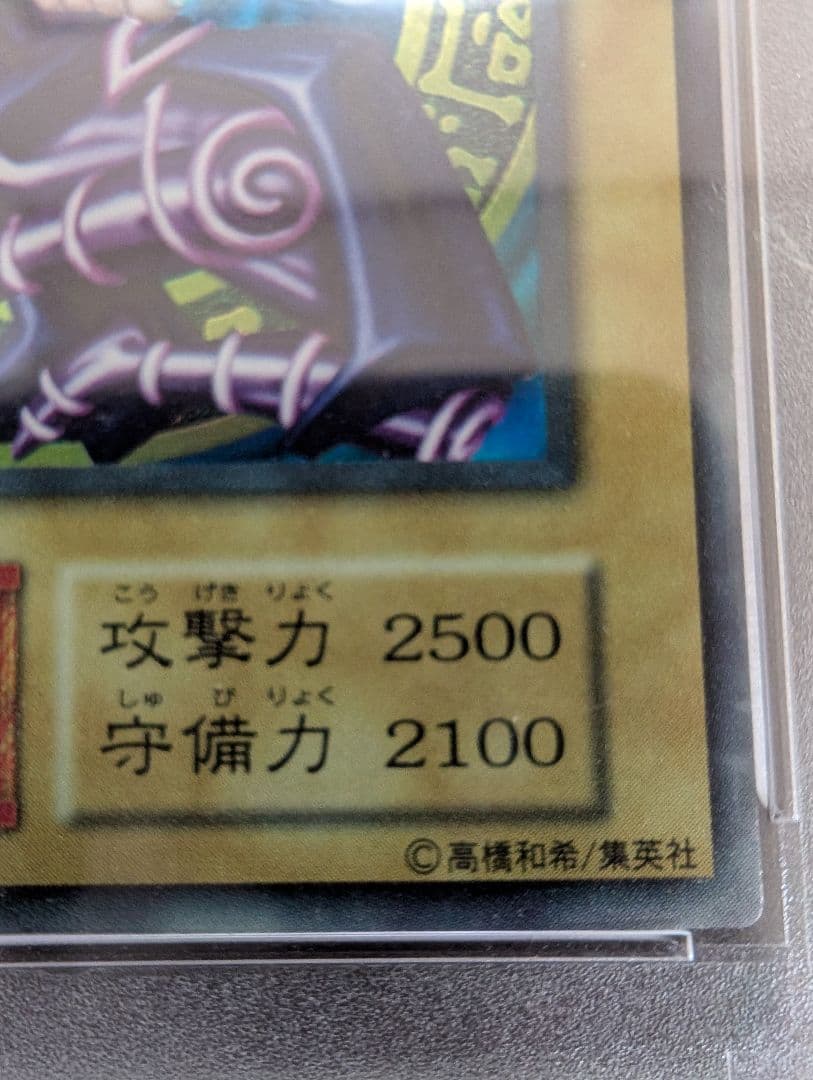 こう げき りょく
攻撃力 2500
しゅ び りょく
守備力 2100
©高橋和希/集英社